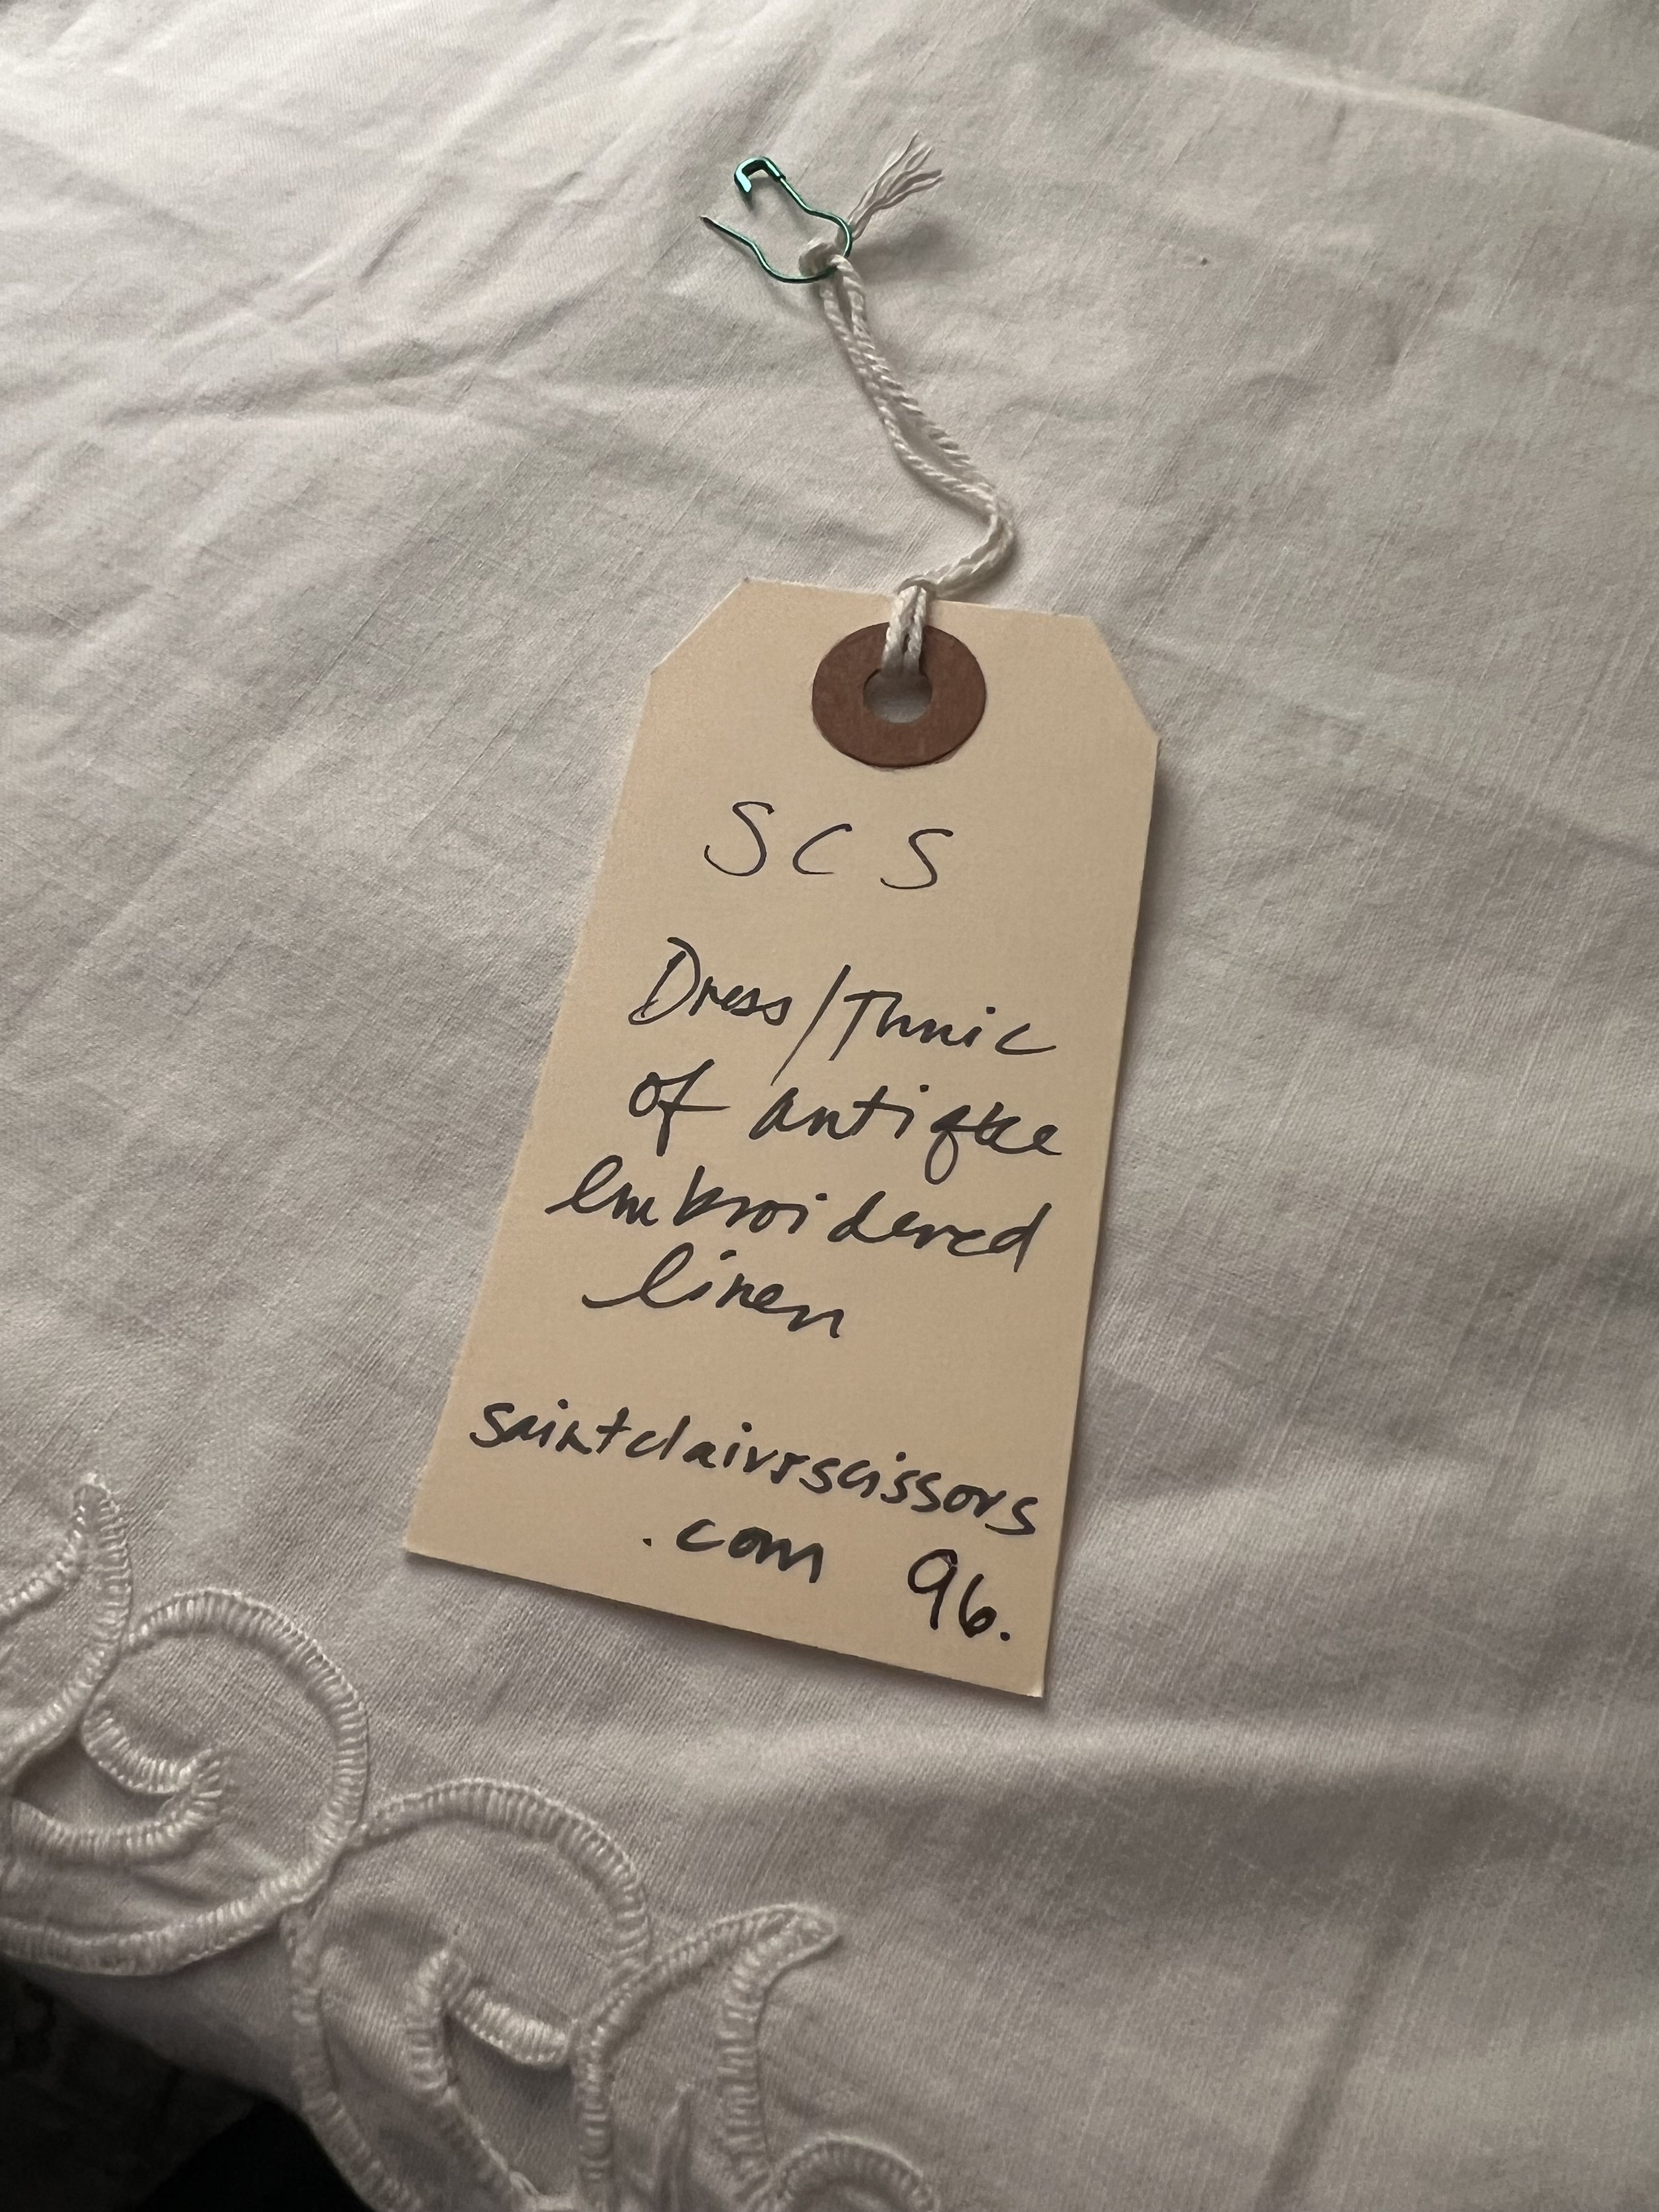 SCS
Dress/Tunic
of antique
embroidered
linen
saintclairsscissors
.com 96.